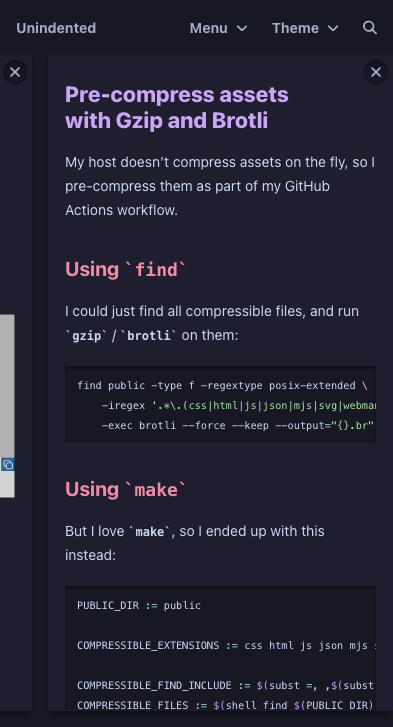 Unindented
Menu
Theme
Pre-compress assets
with Gzip and Brotli
My host doesn’t compress assets on the fly, so I
pre-compress them as part of my GitHub
Actions workflow.
Using `find`
I could just find all compressible files, and run
`gzip` / `brotli` on them:
find public -type f -regextype posix-extended \
-iregex '.*\.(css|html|js|json|mjs|svg|webma
-exec brotli --force --keep --output="{}.br"
Using `make`
But I love `make`, so I ended up with this
instead:
PUBLIC_DIR := public
COMPRESSIBLE_EXTENSIONS := css html js json mjs
COMPRESSIBLE_FIND_INCLUDE := $(subst =, ,$(subst
COMPRESSIBLE_FILES := $(shell find $(PUBLIC_DIR)